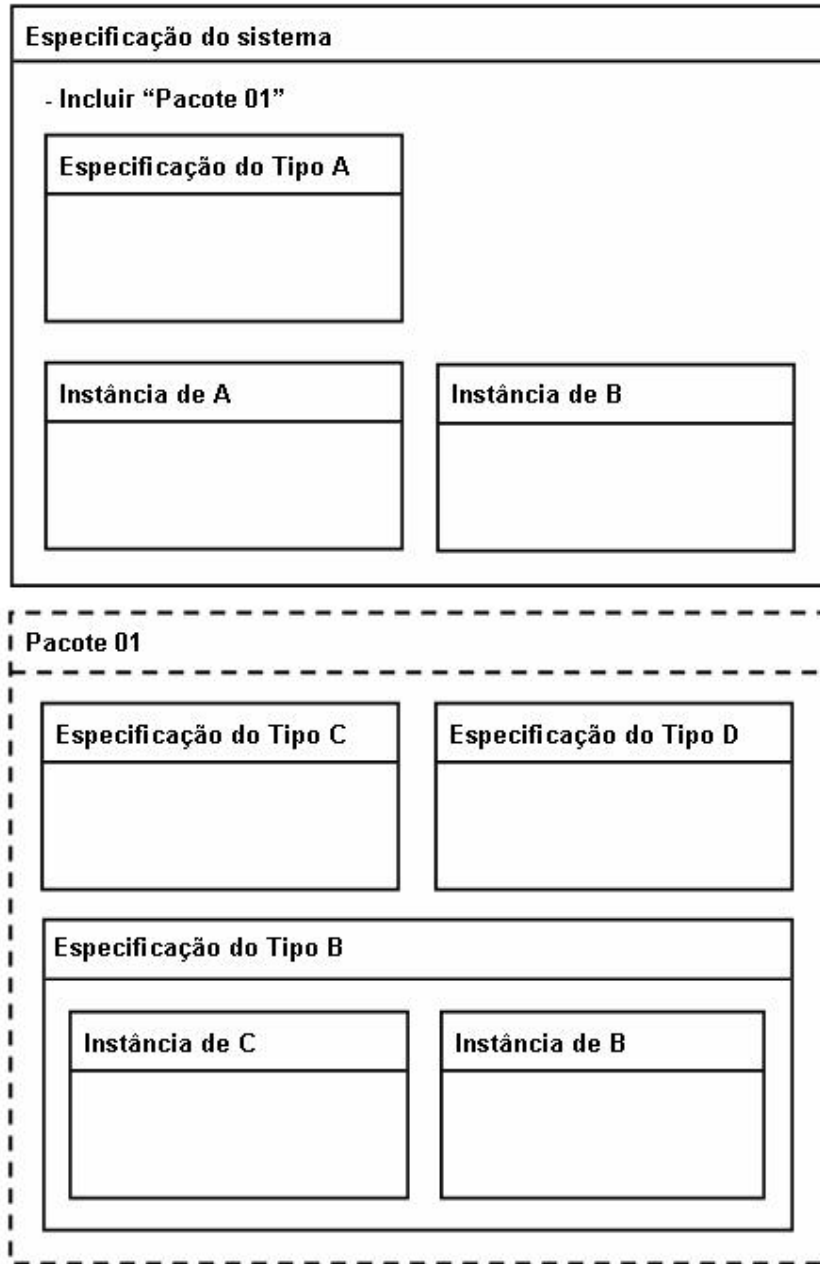 Especificação do sistema
- Incluir “Pacote 01”
Especificação do Tipo A
Instância de A
Instância de B
Pacote 01
Especificação do Tipo C
Especificação do Tipo D
Especificação do Tipo B
Instância de C
Instância de B